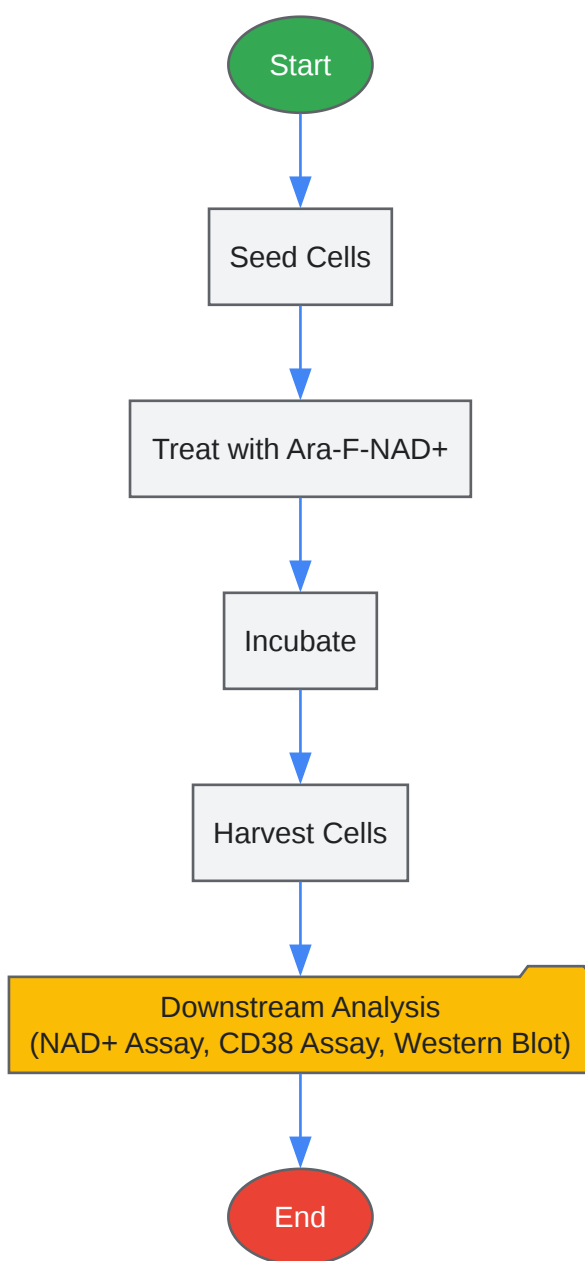 Start
Seed Cells
Treat with Ara-F-NAD+
Incubate
Harvest Cells
Downstream Analysis
(NAD+ Assay, CD38 Assay, Western Blot)
End